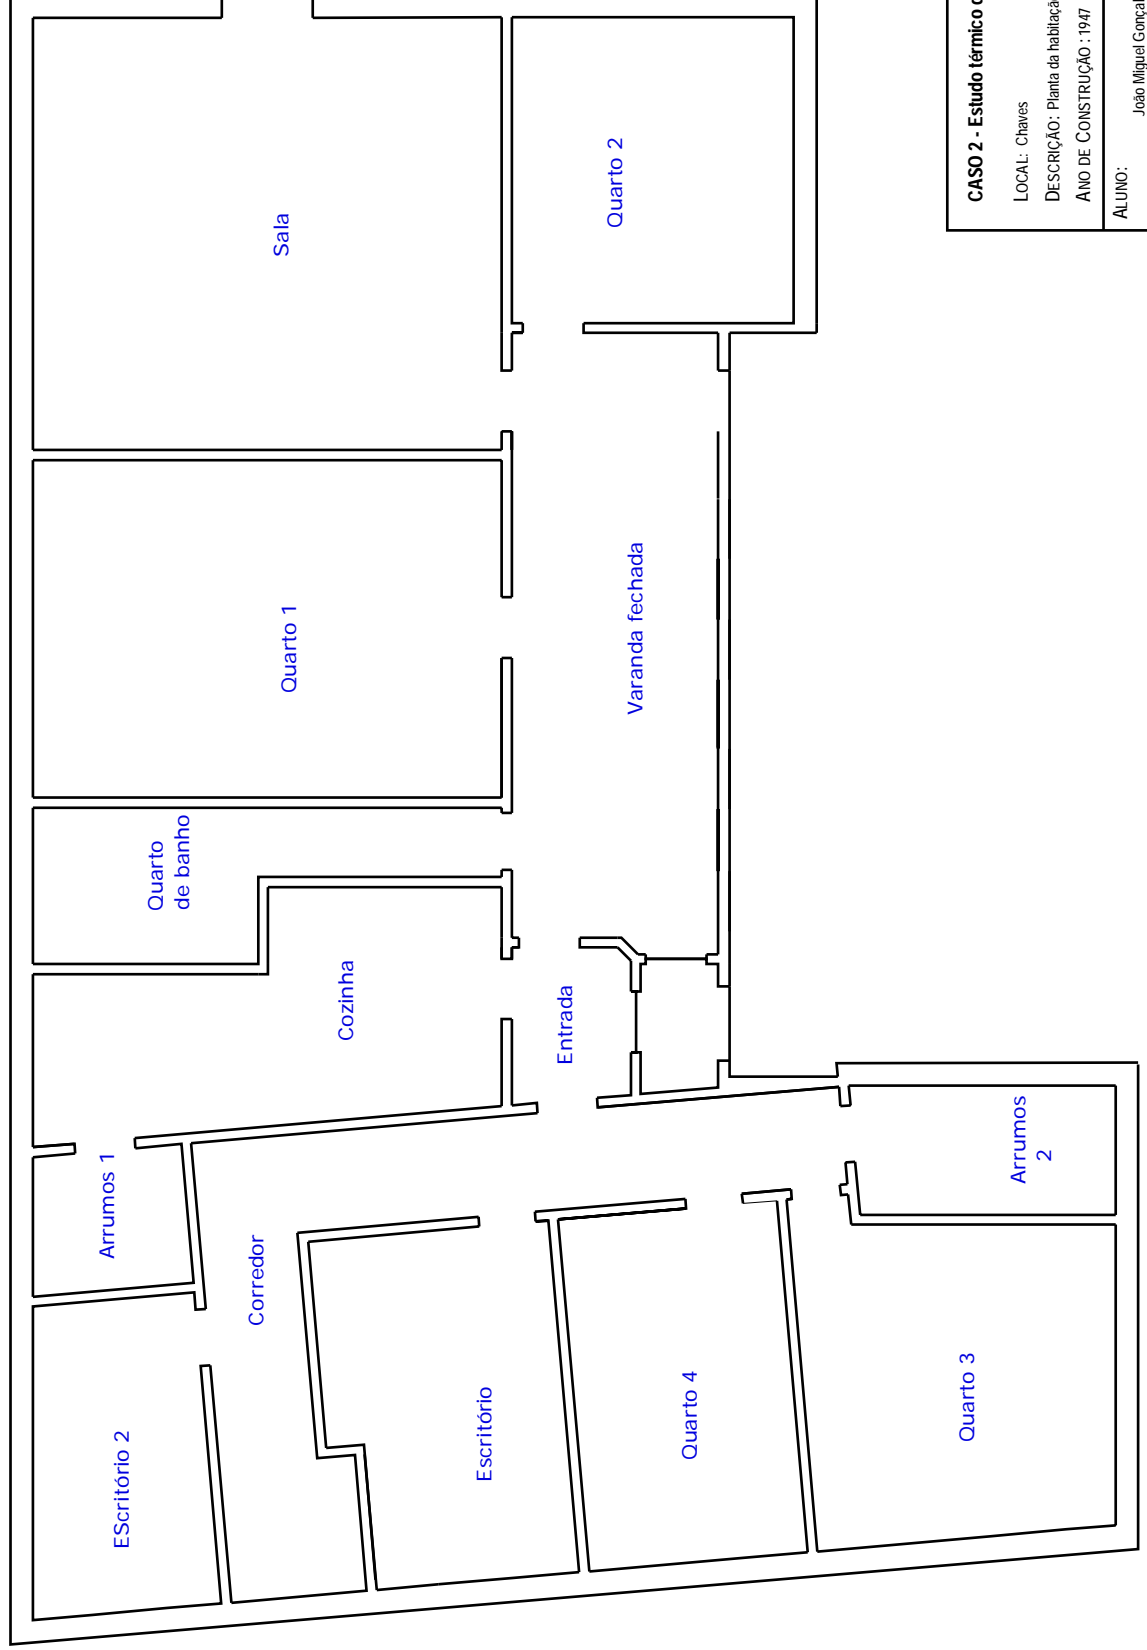 Sala
Quarto 2
Quarto 1
Varanda fechada
Quarto
de banho
Cozinha
Entrada
Arrumos 1
Corredor
Arrumos
2
EScritório 2
Escritório
Quarto 4
Quarto 3
CASO 2 - Estudo térmico
LOCAL: Chaves
DESCRIÇÃO: Planta da habitação
ANO DE CONSTRUÇÃO : 1947
ALUNO:
João Miguel